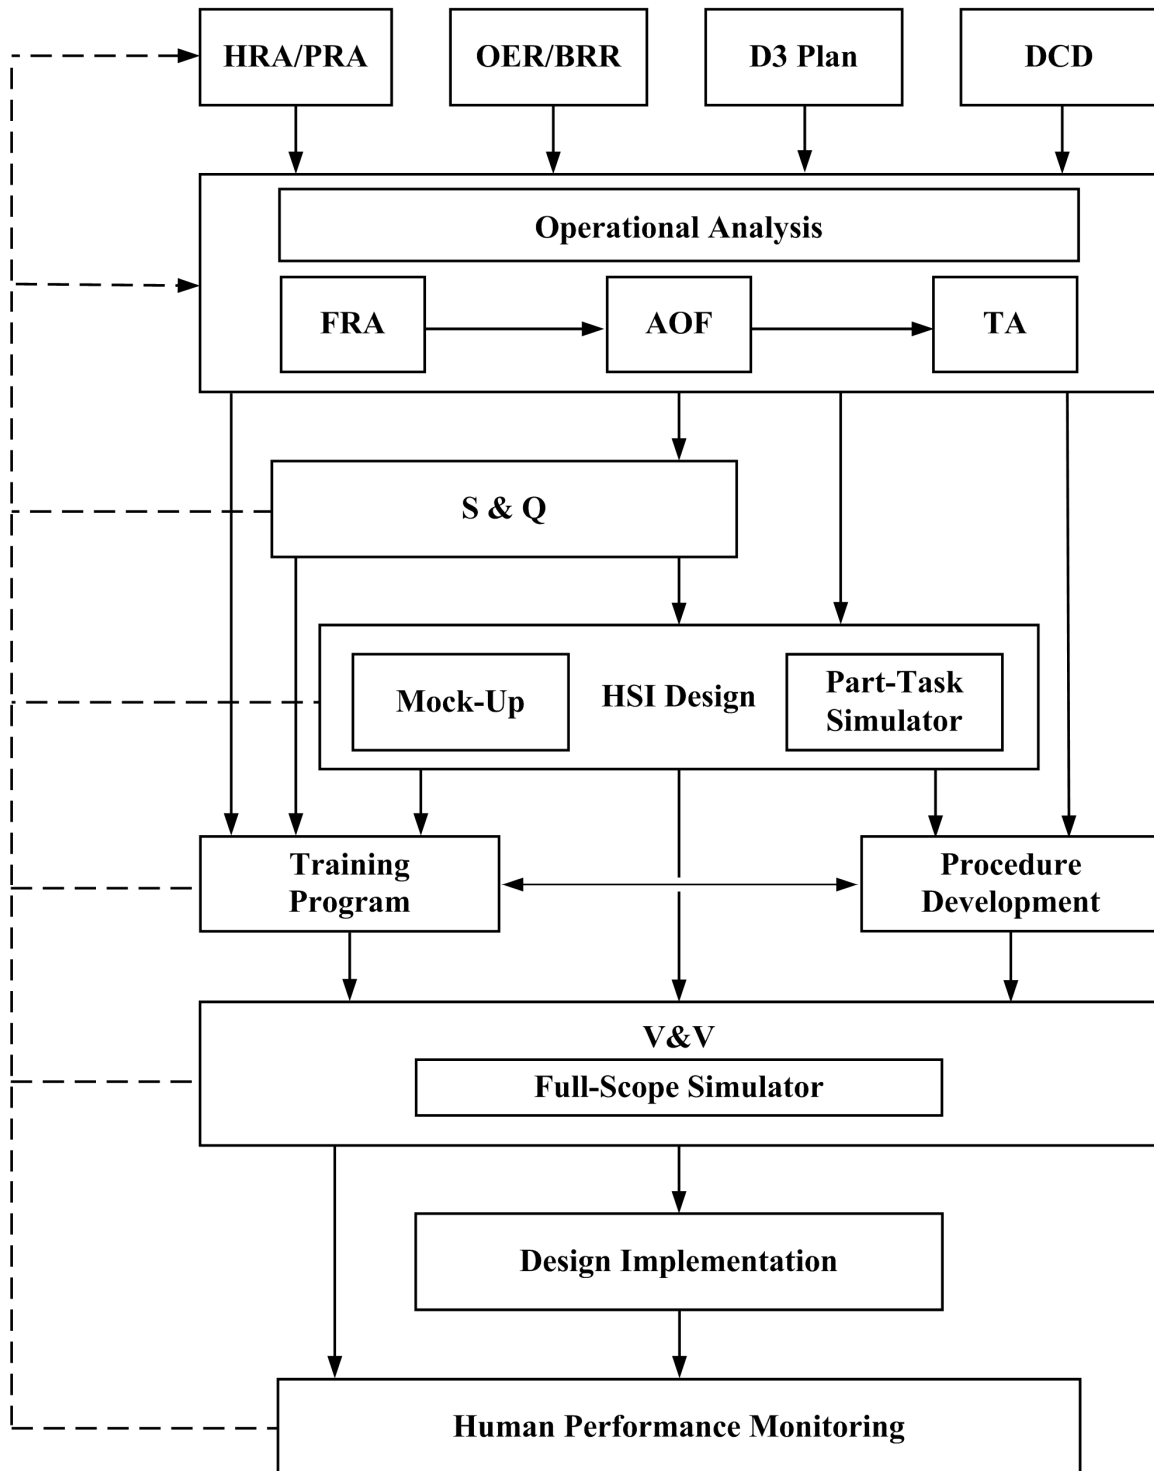 HRA/PRA
OER/BRR
D3 Plan
DCD
Operational Analysis
FRA
AOF
TA
S & Q
Mock-Up
HSI Design
Part-Task
Simulator
Training
Program
Procedure
Development
V&V
Full-Scope Simulator
Design Implementation
Human Performance Monitoring